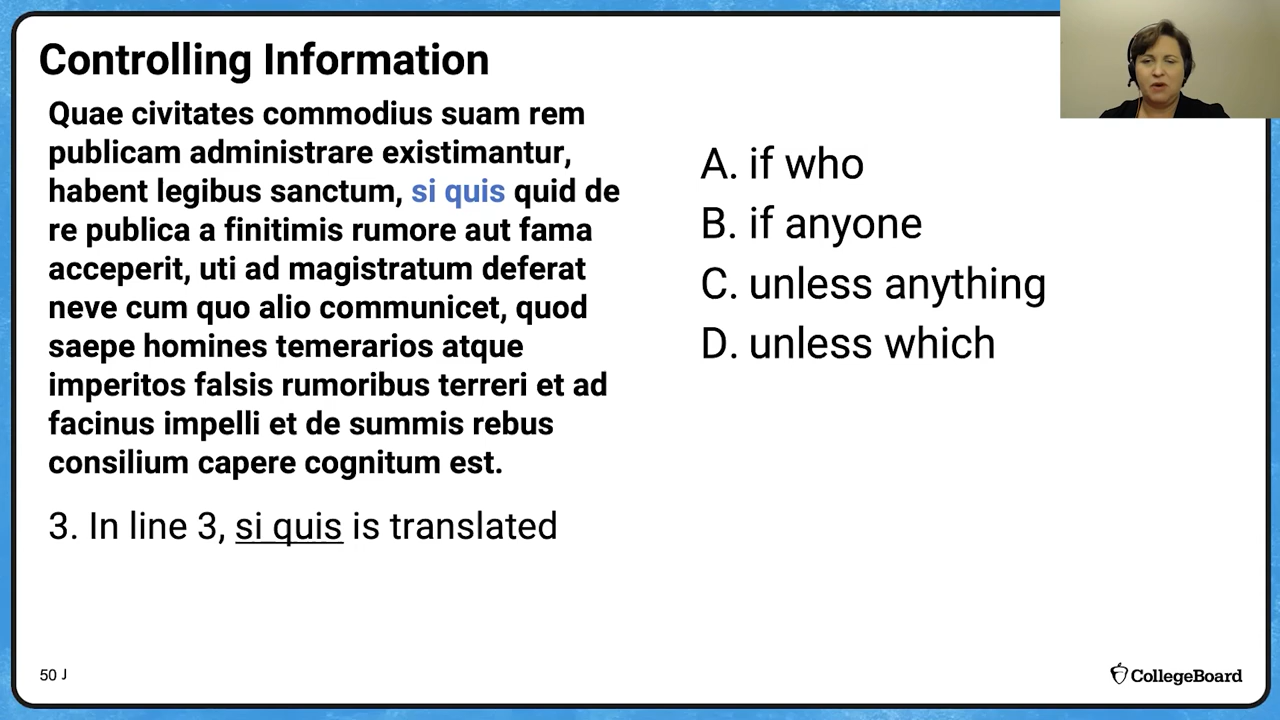 Controlling Information
Quae civitates commodius suam rem
publicam administrare existimantur,
habent legibus sanctum, si quis quid de
re publica a finitimis rumore aut fama
acceperit, uti ad magistratum deferat
neve cum quo alio communicet, quod
saepe homines temerarios atque
imperitos falsis rumoribus terreri et ad
facinus impelli et de summis rebus
consilium capere cognitum est.
3. In line 3, si quis is translated
A. if who
B. if anyone
C. unless anything
D. unless which
50 J
CollegeBoard